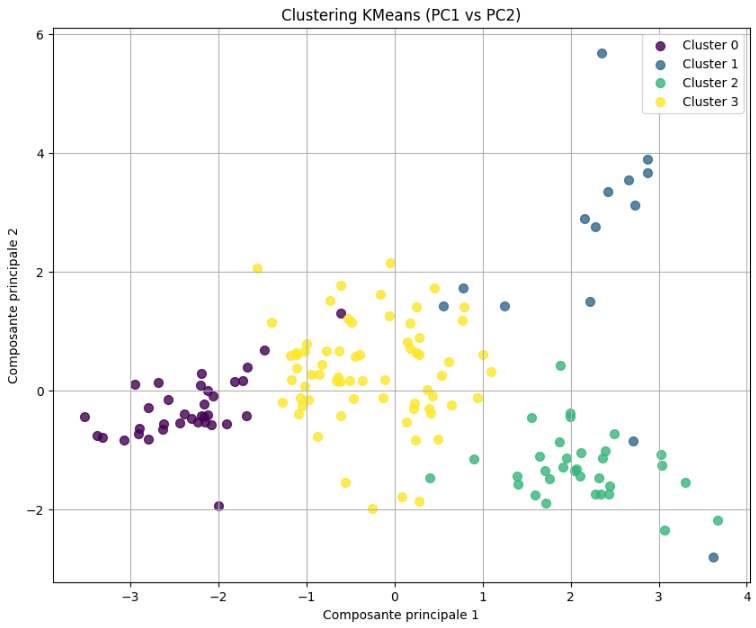 Clustering KMeans (PC1 vs PC2)
Cluster 0
Cluster 1
Cluster 2
Cluster 3
6
4
2
0
−2
Composante principale 2
−3
−2
−1
0
1
2
3
4
Composante principale 1